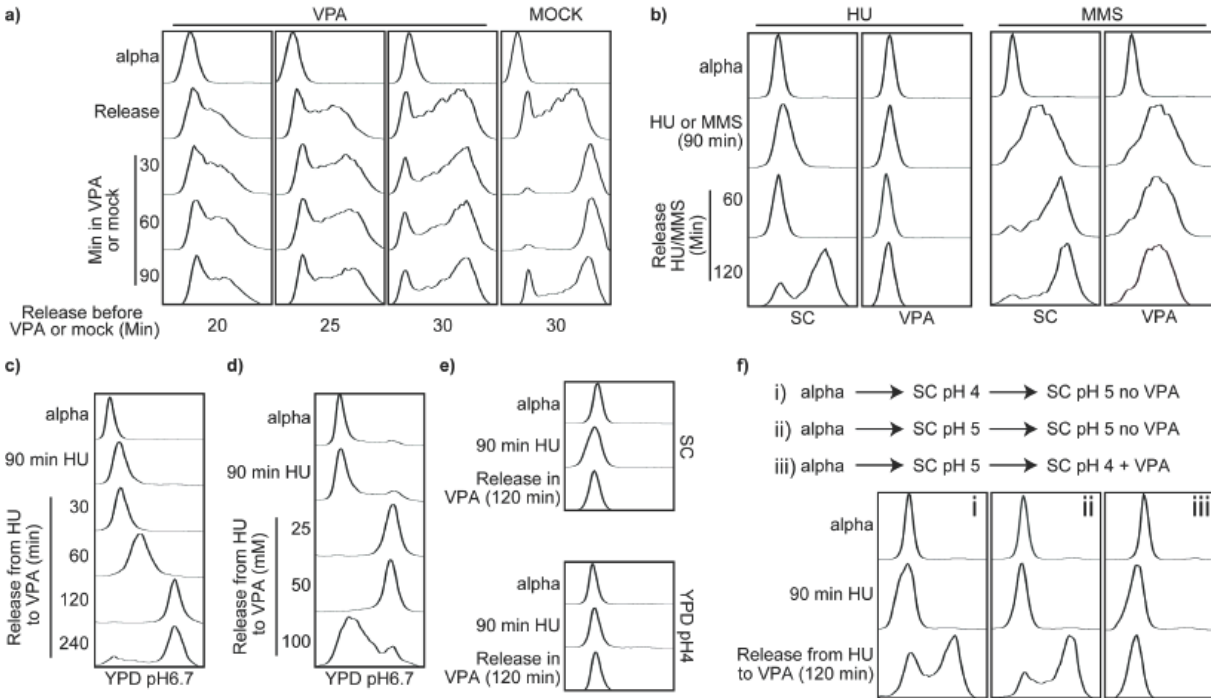 a)
VPA
MOCK
alpha
Release
Min in VPA
or mock
30
60
90
Release before
VPA or mock (Min)
20
25
30
30
b)
HU
MMS
alpha
HU or MMS
(90 min)
Release
HU/MMS
(Min)
60
120
SC
VPA
SC
VPA
c)
alpha
90 min HU
Release from HU
to VPA (min)
30
60
120
240
YPD pH6.7
d)
alpha
90 min HU
Release from HU
to VPA (mM)
25
50
100
YPD pH6.7
e)
alpha
90 min HU
Release in
VPA (120 min)
SC
alpha
90 min HU
Release in
VPA (120 min)
YPD pH4
f)
i) alpha → SC pH 4 → SC pH 5 no VPA
ii) alpha → SC pH 5 → SC pH 5 no VPA
iii) alpha → SC pH 5 → SC pH 4 + VPA
i
ii
iii
alpha
90 min HU
Release from HU
to VPA (120 min)